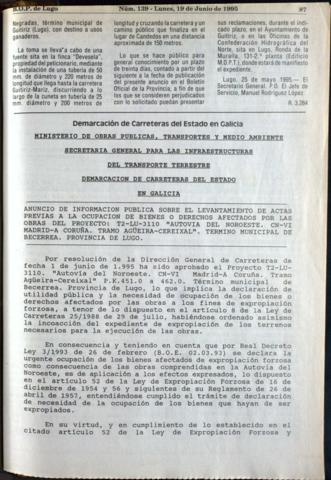 B.O.P. de Lugo
Núm. 139 - Lunes, 19 de Junio de 1995
87
Negradas, término municipal de
Guitiriz (Lugo), con destino a usos
ganaderos.
La toma se lleva a cabo de una
fuente sita en la finca "Devesela",
propiedad del peticionario, mediante
la instalación de tubería de 50
mm. de diámetro y 220 metros de
longitud que llega hasta la carretera
Guitiriz-Mariz, discurriendo a lo
largo de la cuneta en tubería de 25
mm. diámetro y 200 metros de
longitud y cruzando la carretera y un
camino público que finaliza en el
lugar de Candedos en una distancia
aproximada de 150 metros.
Lo que se hace público para
general conocimiento por un plazo
de treinta días, contado a partir del
siguiente a la fecha de publicación
del presente anuncio en el Boletín
Oficial de la Provincia, a fin de que
los que se consideren perjudicados
con lo solicitado puedan presentar
sus reclamaciones, durante el indi-
cado plazo, en el Ayuntamiento de
Guitiriz, o en las Oficinas de la
Confederación Hidrográfica del
Norte, sita en Lugo, Ronda de la
Muralla, 131-2.º planta (Edificio
M.O.P.T.), donde estará de manifiesto
el expediente.
Lugo, 25 de mayo 1995.— El
Secretario General. P.O. El Jefe de
Servicio, Manuel Rodríguez López.
R. 3.284
Demarcación de Carreteras del Estado en Galicia
MINISTERIO DE OBRAS PUBLICAS, TRANSPORTES Y MEDIO AMBIENTE
SECRETARIA GENERAL PARA LAS INFRAESTRUCTURAS
DEL TRANSPORTE TERRESTRE
DEMARCACION DE CARRETERAS DEL ESTADO
EN GALICIA
ANUNCIO DE INFORMACION PUBLICA SOBRE EL LEVANTAMIENTO DE ACTAS
PREVIAS A LA OCUPACION DE BIENES O DERECHOS AFECTADOS POR LAS
OBRAS DEL PROYECTO: T2-LU-3110 "AUTOVIA DEL NOROESTE. CN-VI
MADRID-A CORUÑA. TRAMO AGÜEIRA-CEREIXAL". TERMINO MUNICIPAL DE
BECERREA. PROVINCIA DE LUGO.
Por resolución de la Dirección General de Carreteras de
fecha 1 de junio de 1.995 ha sido aprobado el Proyecto T2-LU-
3110. "Autovía del Noroeste. CN-VI Madrid-A Coruña. Tramo
Agüeira-Cereixal" P.K.451.0 a 462.0. Término municipal de
Becerrea. Provincia de Lugo, lo que implica la declaración de
utilidad pública y la necesidad de ocupación de los bienes o
derechos afectados por las obras a los fines de expropiación
forzosa, a tenor de lo dispuesto en el artículo 8 de la Ley de
Carreteras 25/1988 de 29 de julio, habiéndose ordenado asimismo
la incoación del expediente de expropiación de los terrenos
necesarios para la ejecución de las obras.
En consecuencia y teniendo en cuenta que por Real Decreto
Ley 3/1993 de 26 de febrero (B.O.E. 02.03.93) se declara la
urgente ocupación de los bienes afectados de expropiación forzosa
como consecuencia de las obras comprendidas en la Autovía del
Noroeste, es de aplicación a los efectos expresados, lo dispuesto
en el artículo 52 de la Ley de Expropiación Forzosa de 16 de
diciembre de 1954 y 56 y siguientes de su Reglamento de 26 de
abril de 1957, entendiéndose cumplido el trámite de declaración
de necesidad de la ocupación de los bienes que hayan de ser
expropiados.
En su virtud, y en cumplimiento de lo establecido en el
citado artículo 52 de la Ley de Expropiación Forzosa y